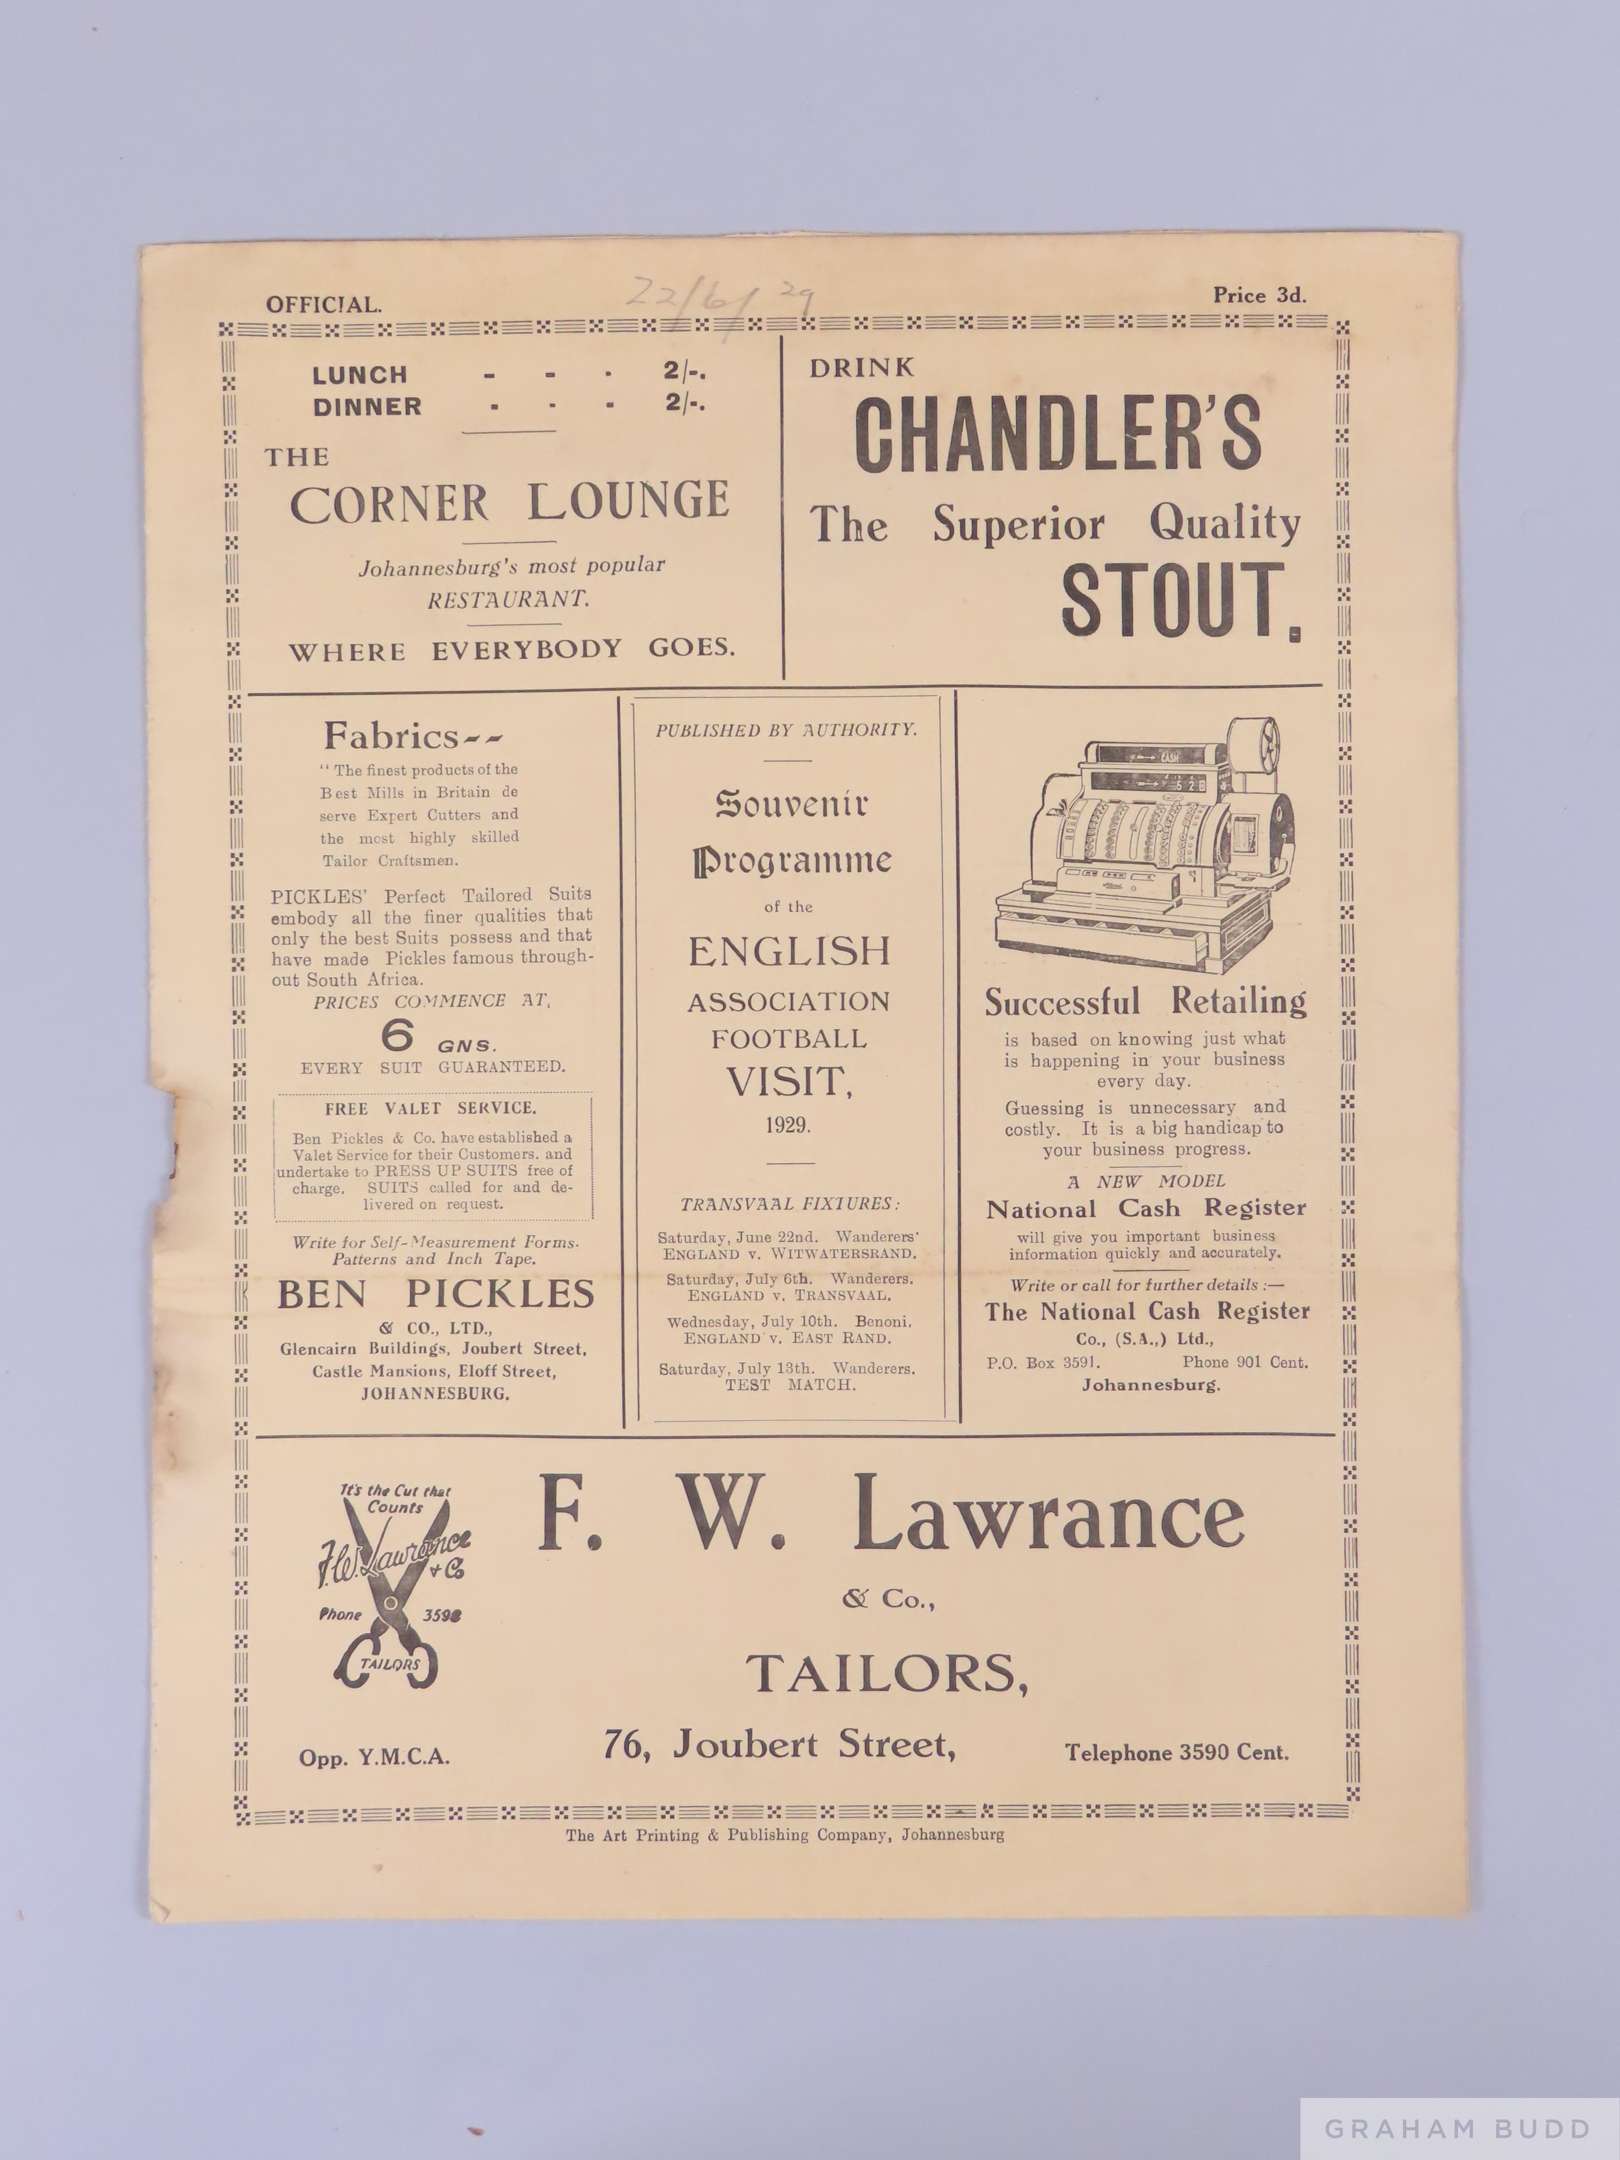 OFFICIAL.
22/6/29
Price 3d.
LUNCH - - - 2/-.
DINNER - - - 2/-.
THE
CORNER LOUNGE
Johannesburg's most popular
RESTAURANT.
WHERE EVERYBODY GOES.
DRINK
CHANDLER'S
The Superior Quality
STOUT.
Fabrics--
" The finest products of the
Best Mills in Britain de
serve Expert Cutters and
the most highly skilled
Tailor Craftsmen.
PICKLES' Perfect Tailored Suits
embody all the finer qualities that
only the best Suits possess and that
have made Pickles famous through-
out South Africa.
PRICES COMMENCE AT,
6 GNS.
EVERY SUIT GUARANTEED.
FREE VALET SERVICE.
Ben Pickles & Co. have established a
Valet Service for their Customers. and
undertake to PRESS UP SUITS free of
charge. SUITS called for and de-
livered on request.
Write for Self-Measurement Forms.
Patterns and Inch Tape.
BEN PICKLES
& CO., LTD.,
Glencairn Buildings, Joubert Street,
Castle Mansions, Eloff Street,
JOHANNESBURG.
PUBLISHED BY AUTHORITY.
Souvenir
Programme
of the
ENGLISH
ASSOCIATION
FOOTBALL
VISIT,
1929.
TRANSVAAL FIXTURES:
Saturday, June 22nd. Wanderers'
ENGLAND v. WITWATERSRAND.
Saturday, July 6th. Wanderers.
ENGLAND v. TRANSVAAL.
Wednesday, July 10th. Benoni.
ENGLAND v. EAST RAND.
Saturday, July 13th. Wanderers.
TEST MATCH.
CASH
5 2
Successful Retailing
is based on knowing just what
is happening in your business
every day.
Guessing is unnecessary and
costly. It is a big handicap to
your business progress.
A NEW MODEL
National Cash Register
will give you important business
information quickly and accurately.
Write or call for further details :—
The National Cash Register
Co., (S.A.,) Ltd.,
P.O. Box 3591. Phone 901 Cent.
Johannesburg.
It's the Cut that
Counts
F.W. Lawrance
& Co
Phone 3590
TAILORS
F. W. Lawrance
& Co.,
TAILORS,
Opp. Y.M.C.A.
76, Joubert Street,
Telephone 3590 Cent.
The Art Printing & Publishing Company, Johannesburg
GRAHAM BUDD